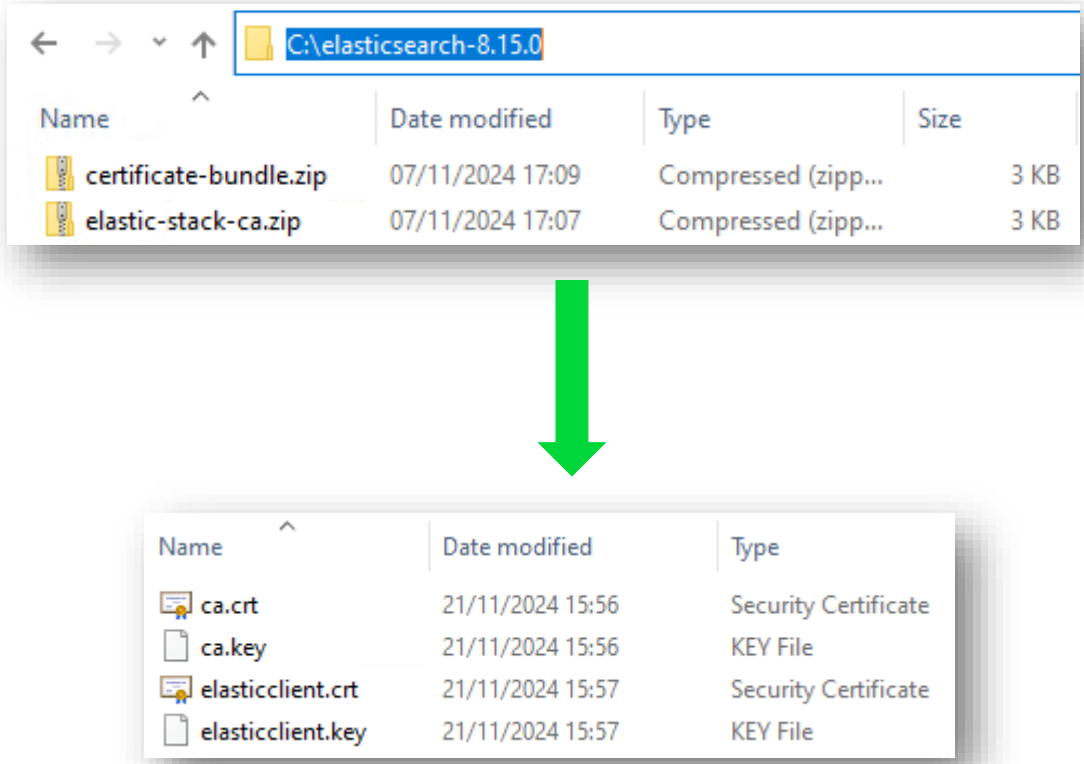 C:\elasticsearch-8.15.0
Name Date modified Type Size
certificate-bundle.zip 07/11/2024 17:09 Compressed (zipp... 3 KB
elastic-stack-ca.zip 07/11/2024 17:07 Compressed (zipp... 3 KB
Name Date modified Type
ca.crt 21/11/2024 15:56 Security Certificate
ca.key 21/11/2024 15:56 KEY File
elasticclient.crt 21/11/2024 15:57 Security Certificate
elasticclient.key 21/11/2024 15:57 KEY File